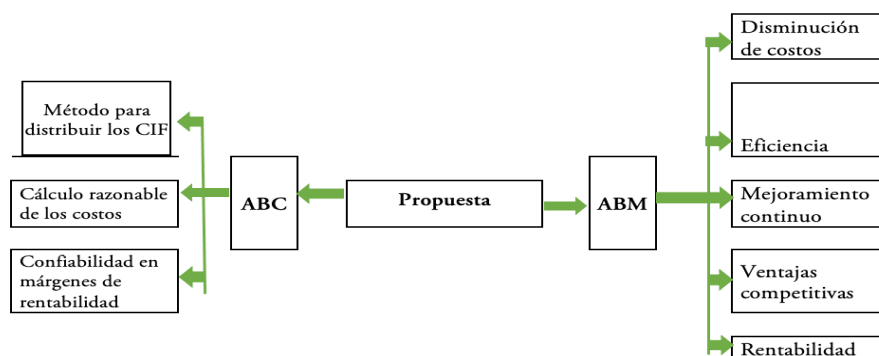 Método para
distribuir los CIF
Cálculo razonable
de los costos
Confiabilidad en
márgenes de
rentabilidad
ABC
Propuesta
ABM
Disminución
de costos
Eficiencia
Mejoramiento
continuo
Ventajas
competitivas
Rentabilidad